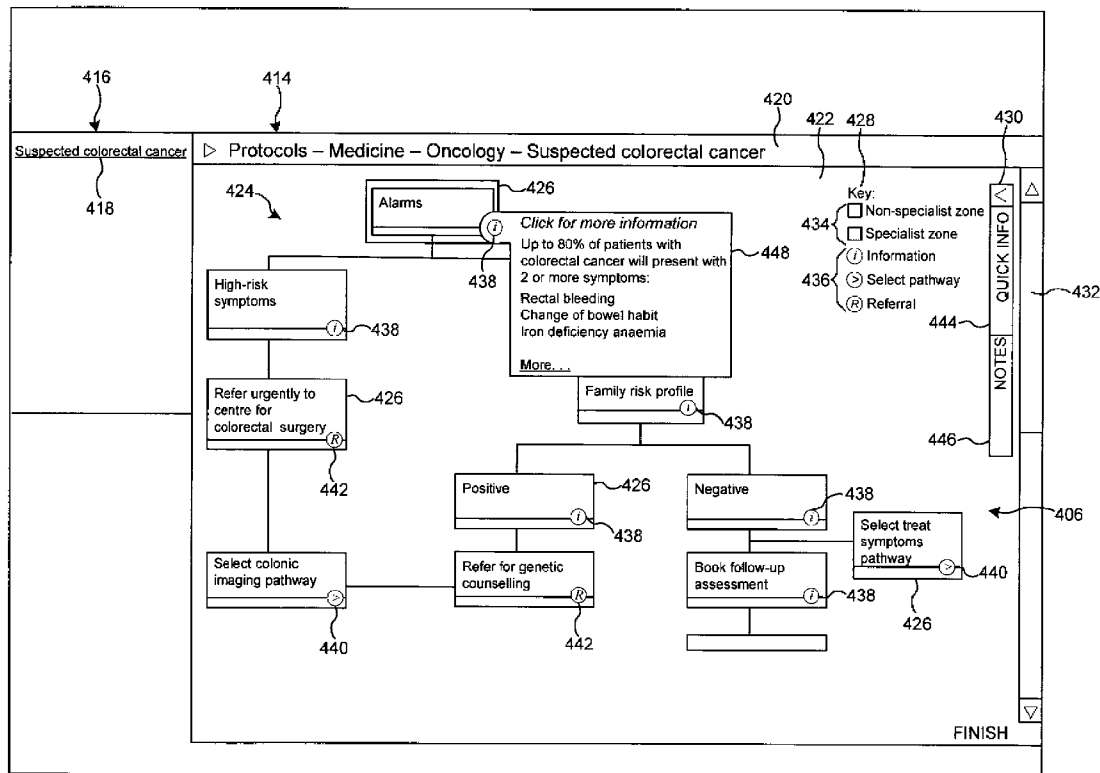 416
414
420
422
428
430
Suspected colorectal cancer
418
▷ Protocols – Medicine – Oncology – Suspected colorectal cancer
424
Alarms
426
i
438
Click for more information
Up to 80% of patients with
colorectal cancer will present with
2 or more symptoms:
Rectal bleeding
Change of bowel habit
Iron deficiency anaemia
More. . .
448
Key:
434
Non-specialist zone
Specialist zone
436
i Information
> Select pathway
R Referral
QUICK INFO
444
NOTES
446
432
High-risk
symptoms
i
438
Refer urgently to
centre for
colorectal surgery
R
426
442
Family risk profile
i
438
Positive
i
426
438
Negative
i
438
406
Select treat
symptoms
pathway
>
440
426
Select colonic
imaging pathway
>
440
Refer for genetic
counselling
R
442
Book follow-up
assessment
i
438
FINISH